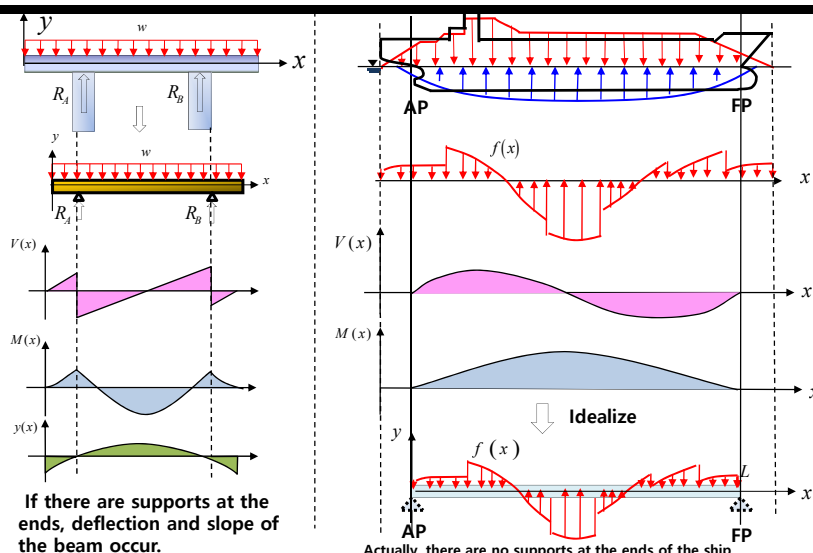 y
w
x
R_A
R_B
y
w
x
R_A
R_B
V(x)
M(x)
y(x)
If there are supports at the
ends, deflection and slope of
the beam occur.
AP
FP
f(x)
x
V(x)
x
M(x)
x
Idealize
y
f(x)
L
x
AP
FP
Actually, there are no supports at the ends of the ship